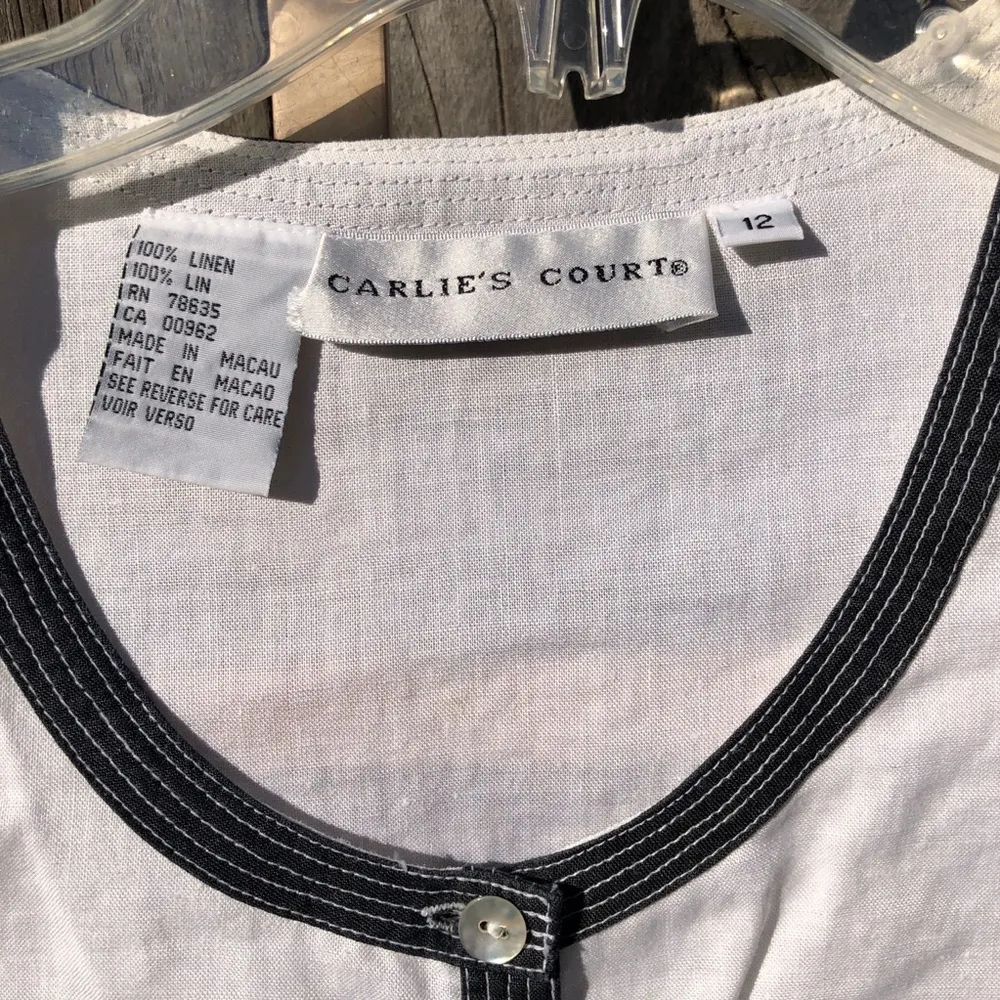 100% LINEN
100% LIN
RN 78635
CA 00962
MADE IN MACAU
FAIT EN MACAO
SEE REVERSE FOR CARE
VOIR VERSO
CARLIE'S COURT®
12